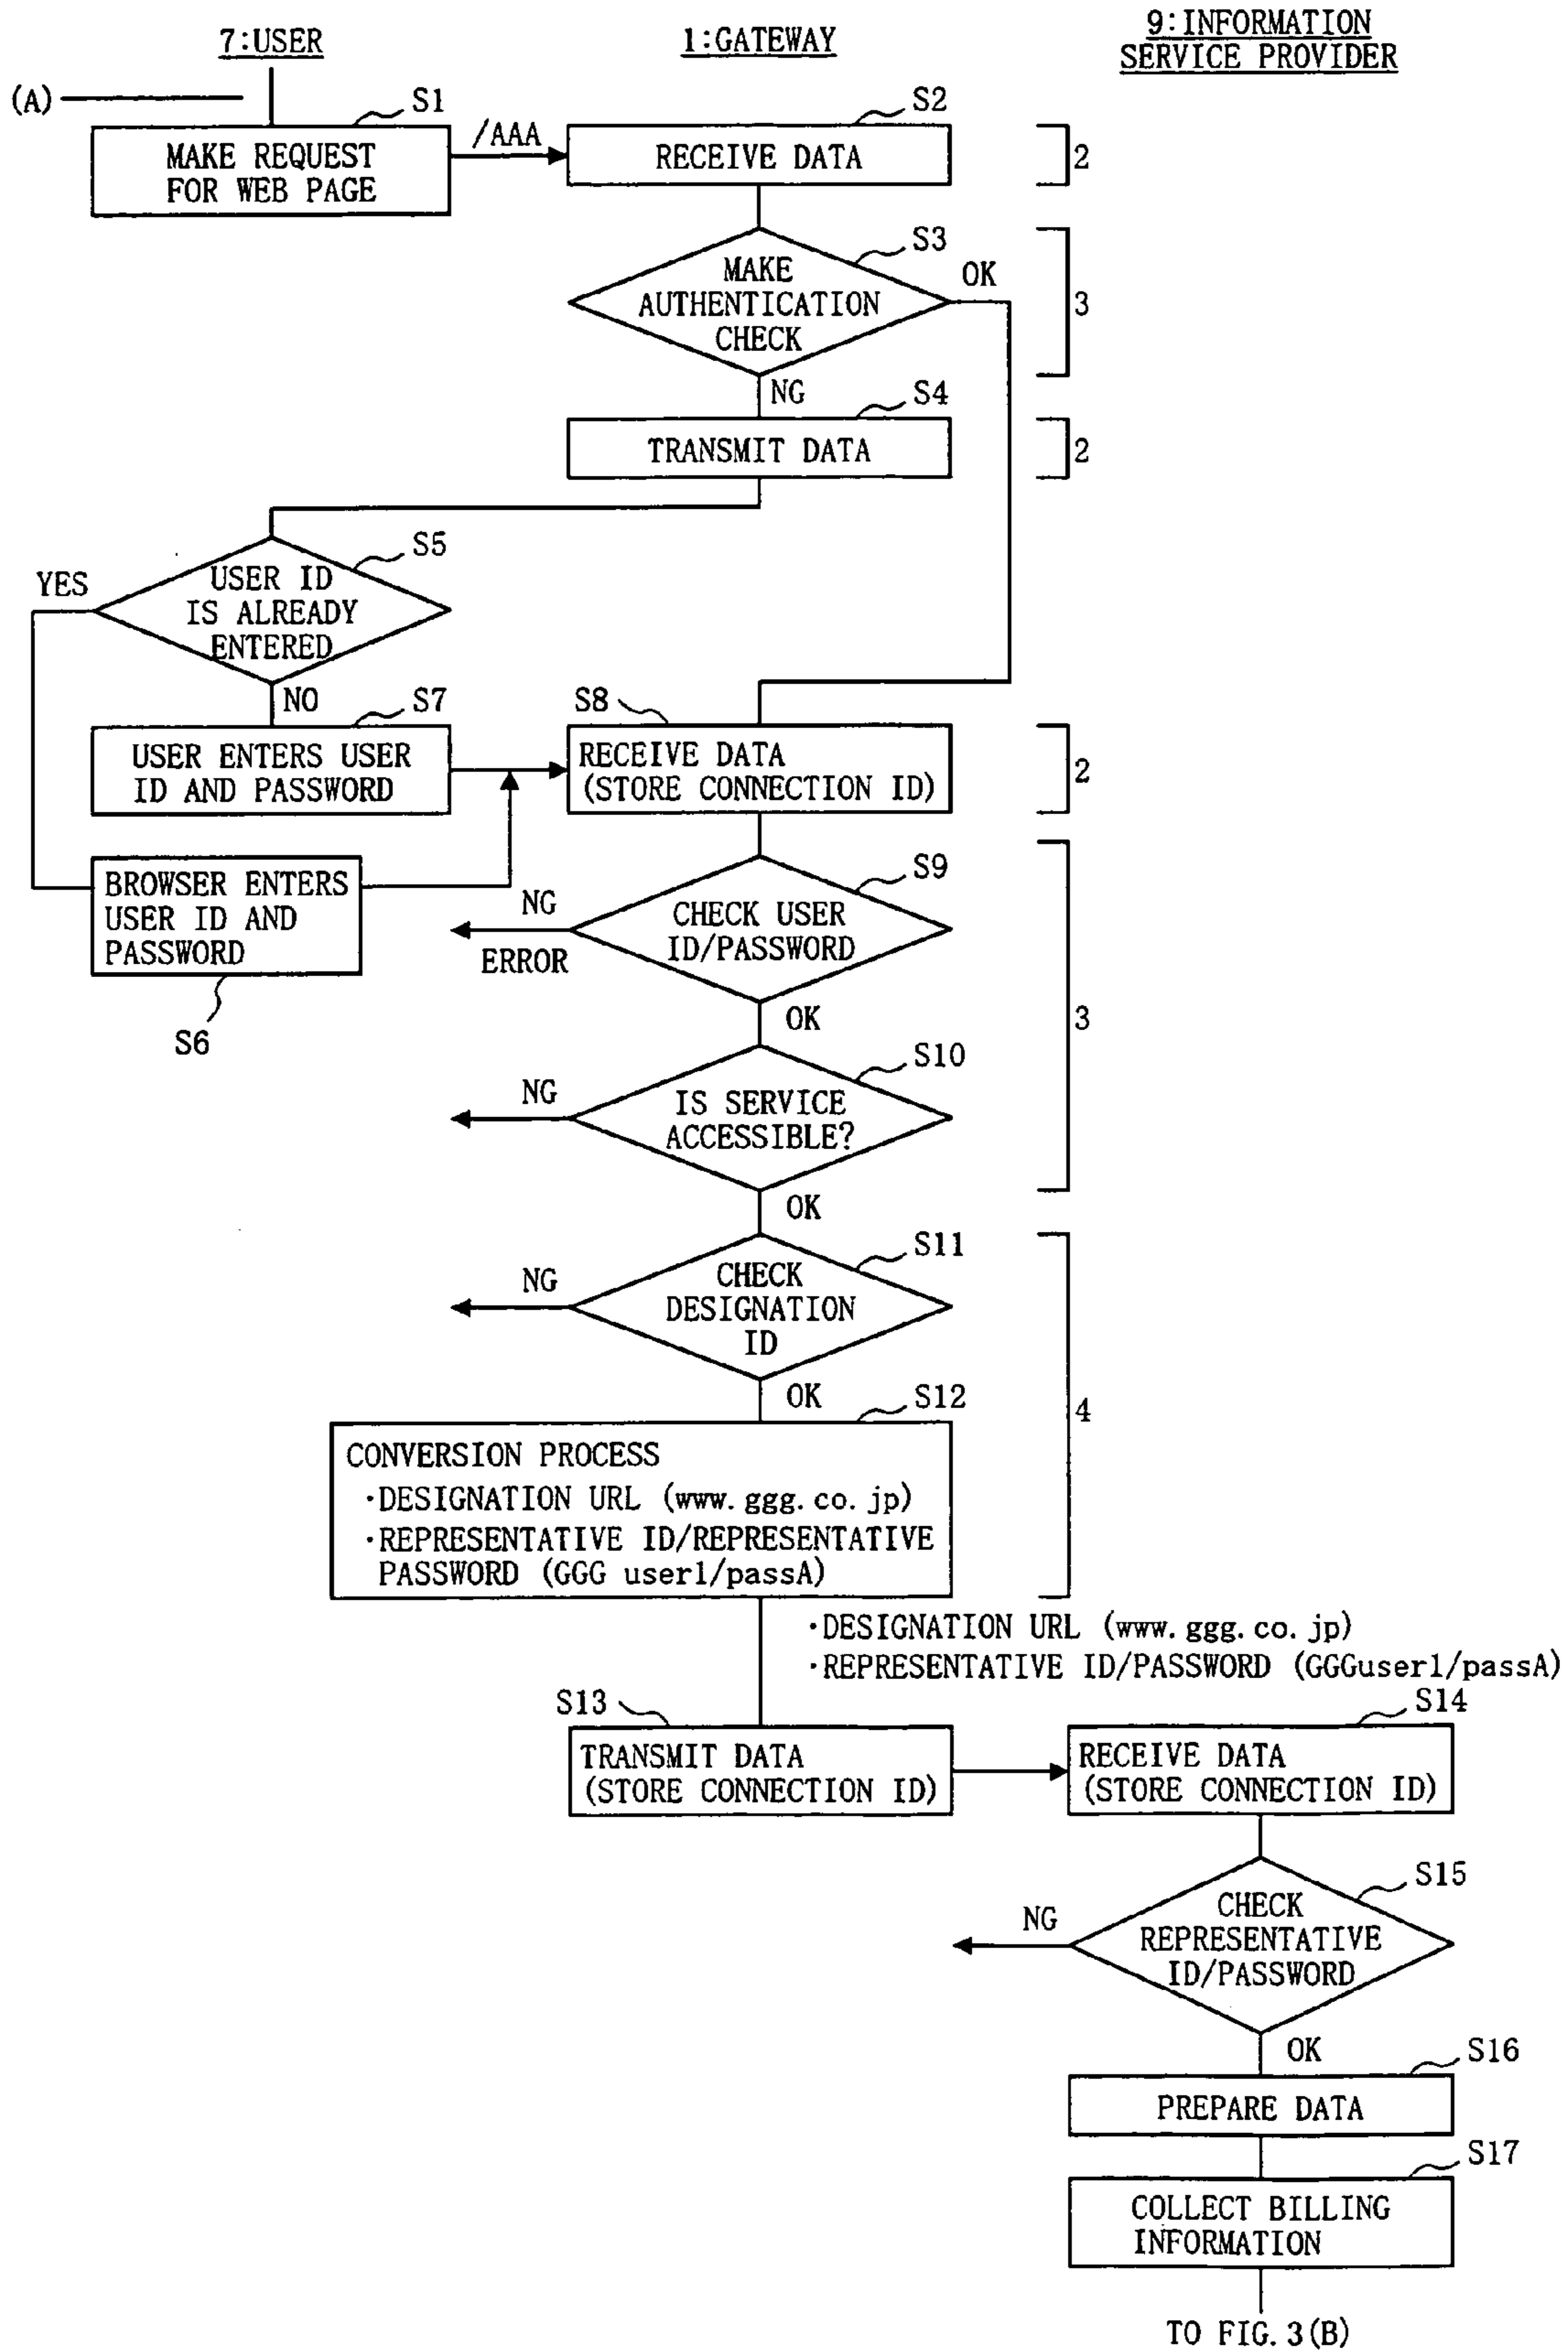 7:USER
1:GATEWAY
9:INFORMATION
SERVICE PROVIDER
(A)
S1
MAKE REQUEST
FOR WEB PAGE
/AAA
S2
RECEIVE DATA
2
S3
MAKE
AUTHENTICATION
CHECK
OK
3
NG
S4
TRANSMIT DATA
2
S5
YES
USER ID
IS ALREADY
ENTERED
NO
S7
USER ENTERS USER
ID AND PASSWORD
S8
RECEIVE DATA
(STORE CONNECTION ID)
2
BROWSER ENTERS
USER ID AND
PASSWORD
S6
S9
NG
ERROR
CHECK USER
ID/PASSWORD
OK
3
S10
NG
IS SERVICE
ACCESSIBLE?
OK
S11
NG
CHECK
DESIGNATION
ID
OK
S12
4
CONVERSION PROCESS
·DESIGNATION URL (www.ggg.co.jp)
·REPRESENTATIVE ID/REPRESENTATIVE
PASSWORD (GGG user1/passA)
·DESIGNATION URL (www.ggg.co.jp)
·REPRESENTATIVE ID/PASSWORD (GGGuser1/passA)
S13
TRANSMIT DATA
(STORE CONNECTION ID)
S14
RECEIVE DATA
(STORE CONNECTION ID)
S15
NG
CHECK
REPRESENTATIVE
ID/PASSWORD
OK
S16
PREPARE DATA
S17
COLLECT BILLING
INFORMATION
TO FIG. 3(B)